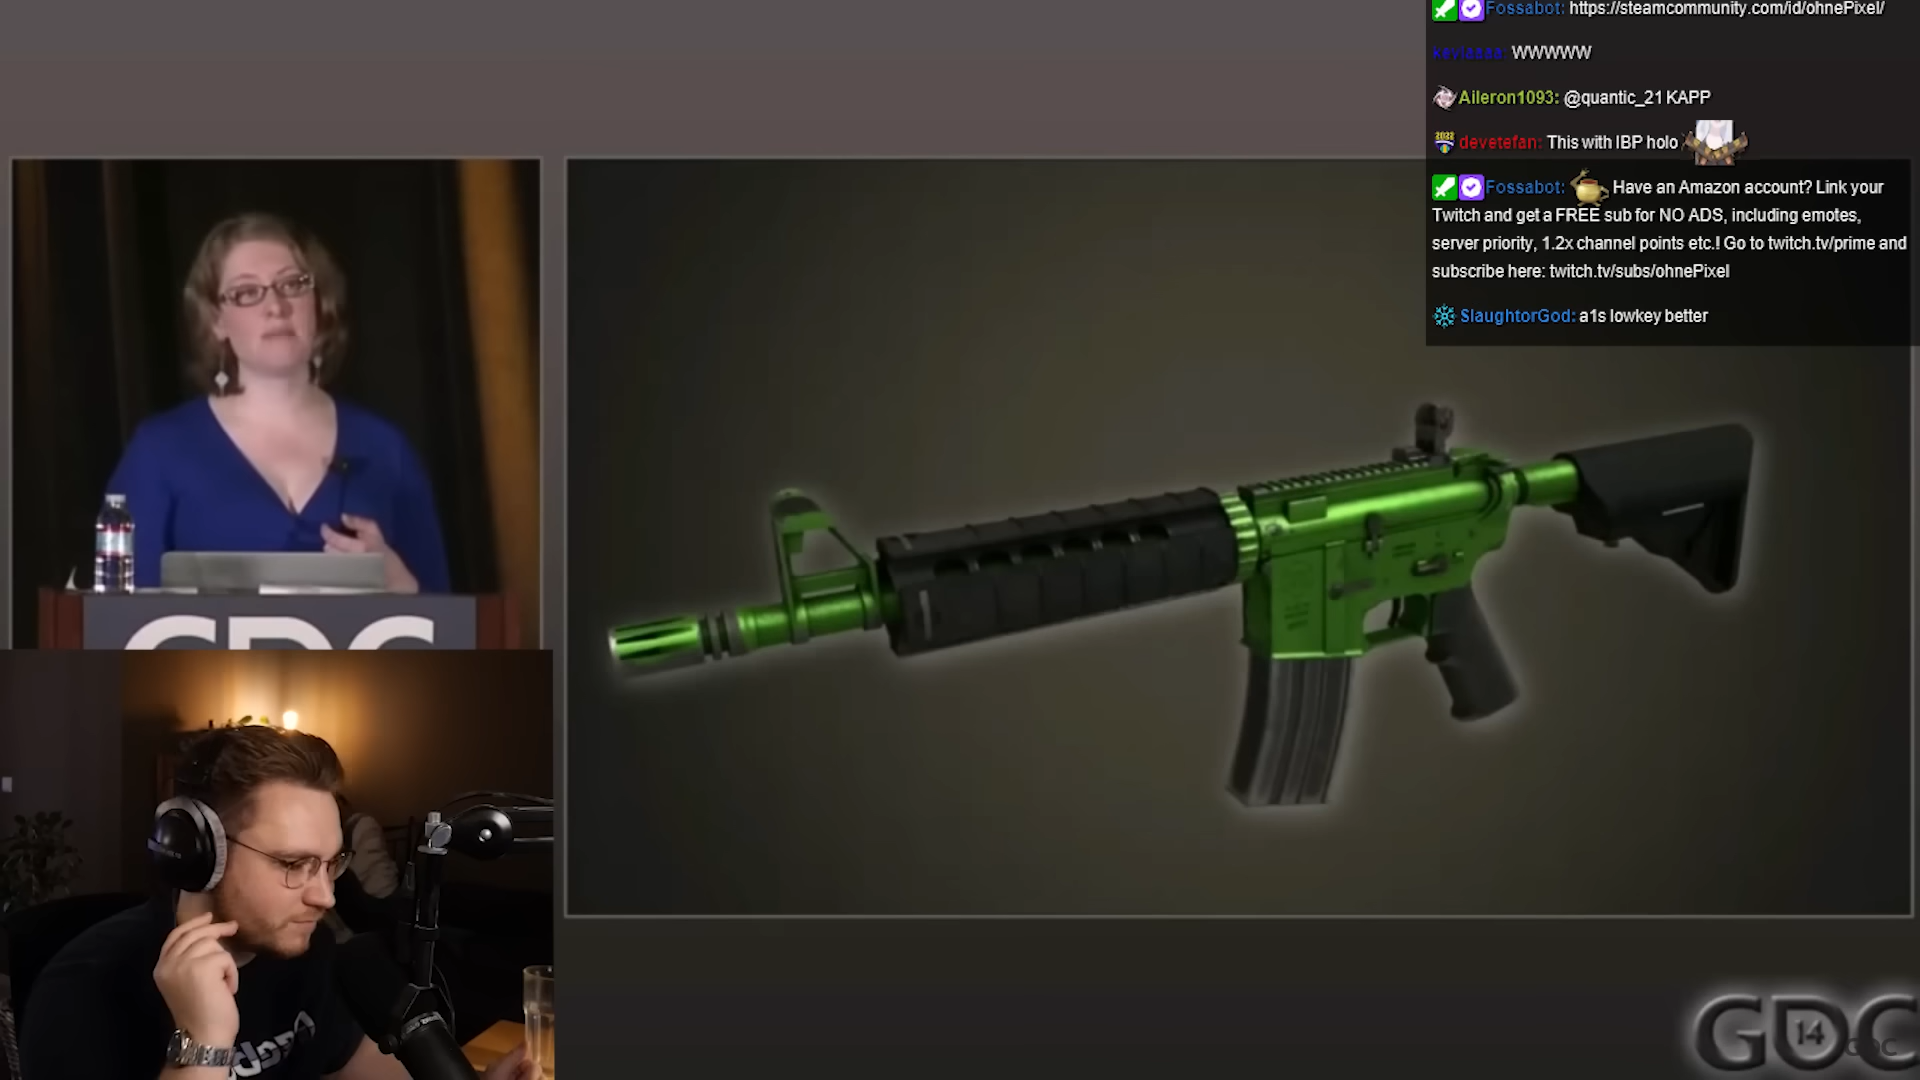 Fossabot: https://steamcommunity.com/id/ohnePixel/
WWWWW
Aileron1093: @quantic_21 KAPP
devetefan: This with IBP holo
Fossabot: Have an Amazon account? Link your
Twitch and get a FREE sub for NO ADS, including emotes,
server priority, 1.2x channel points etc.! Go to twitch.tv/prime and
subscribe here: twitch.tv/subs/ohnePixel
SlaughtorGod: a1s lowkey better
GDC
GDC
14
GDC